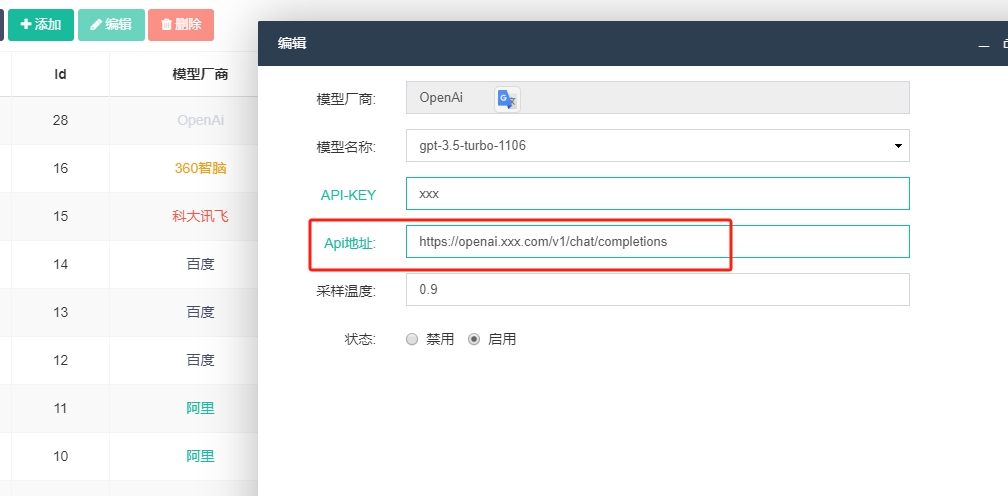 添加 编辑 删除
Id 模型厂商
28 OpenAi
16 360智脑
15 科大讯飞
14 百度
13 百度
12 百度
11 阿里
10 阿里
编辑
模型厂商: OpenAi
模型名称: gpt-3.5-turbo-1106
API-KEY xxx
Api地址: https://openai.xxx.com/v1/chat/completions
采样温度: 0.9
状态: 禁用 启用